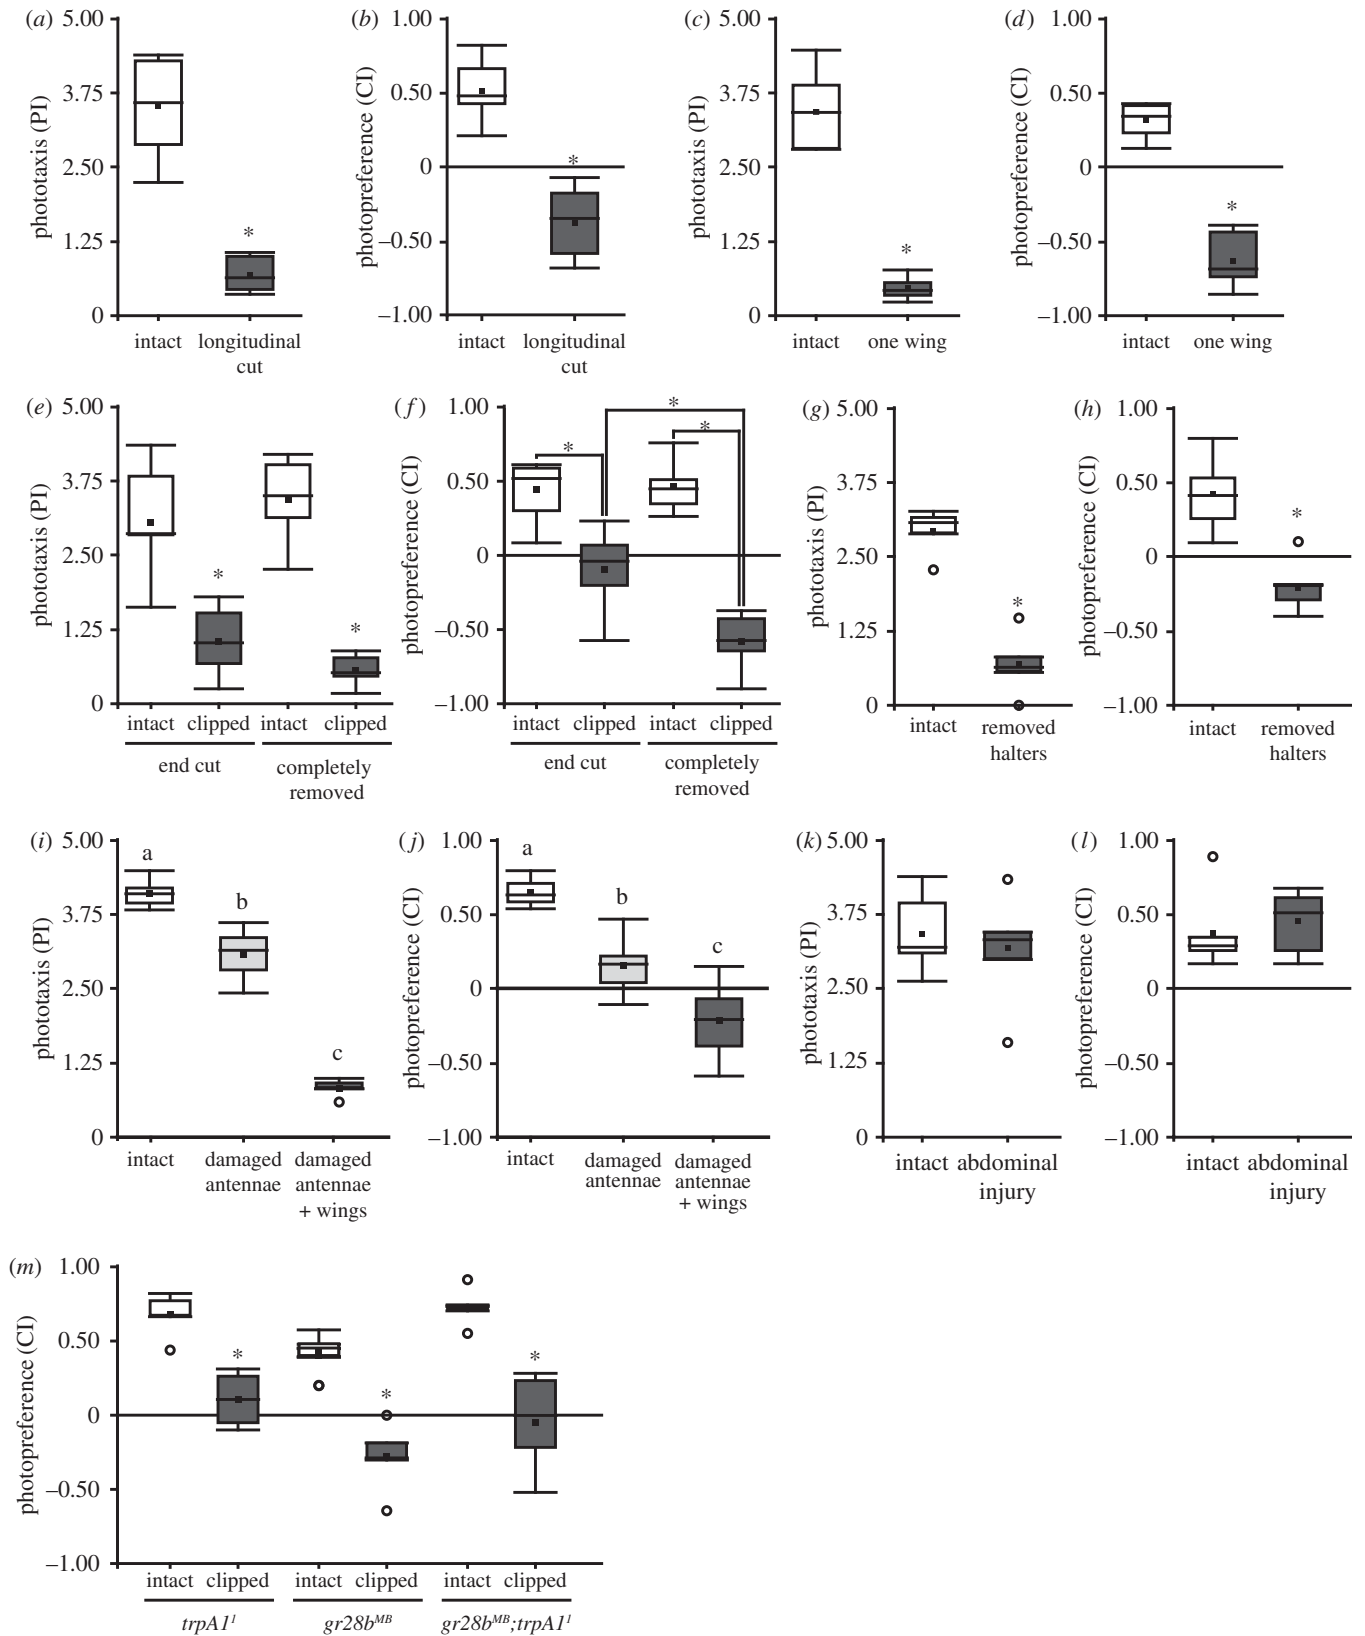 (a) 5.00 (b) 1.00 (c) 5.00 (d) 1.00
phototaxis (PI) photopreference (CI) phototaxis (PI) photopreference (CI)
3.75 0.50 3.75 0.50
2.50 0 2.50 0
* * * *
1.25 –0.50 1.25 –0.50
0 –1.00 0 –1.00
intact longitudinal intact longitudinal intact one wing intact one wing
cut cut
(e) 5.00 (f) 1.00 (g) 5.00 (h) 1.00
phototaxis (PI) photopreference (CI) phototaxis (PI) photopreference (CI)
3.75 0.50 3.75 0.50
2.50 0 2.50 0
* * * * * * *
1.25 –0.50 1.25 –0.50
0 –1.00 0 –1.00
intact clipped intact clipped intact clipped intact clipped intact removed intact removed
halters halters
end cut completely end cut completely
removed removed
(i) 5.00 (j) 1.00 (k) 5.00 (l) 1.00
phototaxis (PI) photopreference (CI) phototaxis (PI) photopreference (CI)
a b c a b c
3.75 0.50 3.75 0.50
2.50 0 2.50 0
1.25 –0.50 1.25 –0.50
0 –1.00 0 –1.00
intact damaged damaged intact damaged damaged intact abdominal intact abdominal
antennae antennae antennae antennae injury injury
+ wings + wings
(m) 1.00
photopreference (CI)
0.50
* * *
0
–0.50
–1.00
intact clipped intact clipped intact clipped
trpA1¹ gr28bᴹᴮ gr28bᴹᴮ;trpA1¹